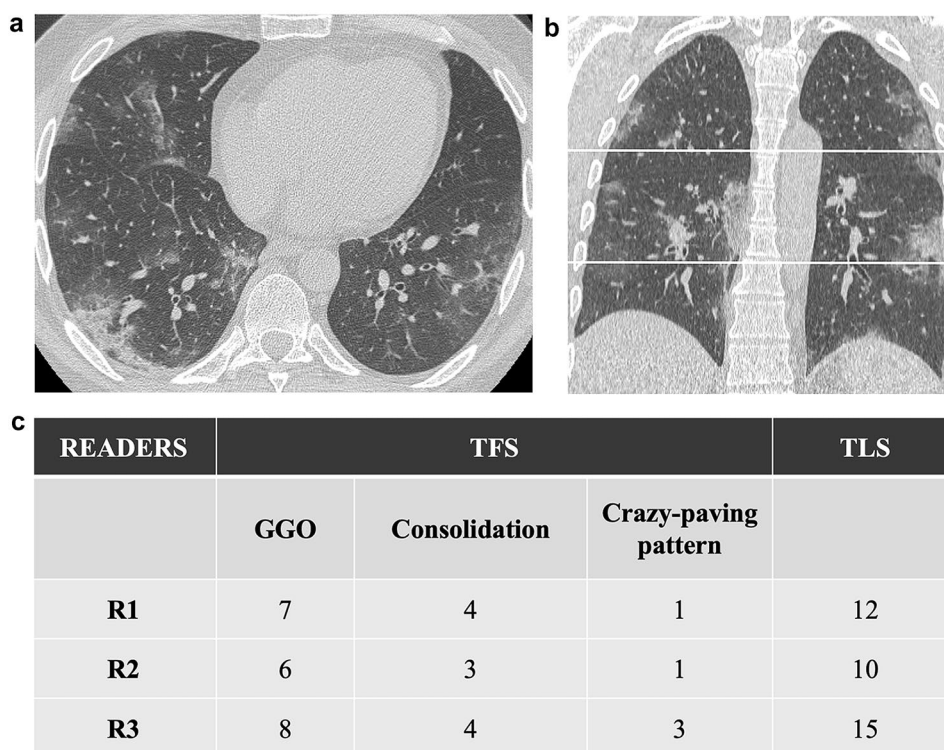 a
b
c
READERS TFS TLS
GGO Consolidation Crazy-paving
pattern
R1 7 4 1 12
R2 6 3 1 10
R3 8 4 3 15